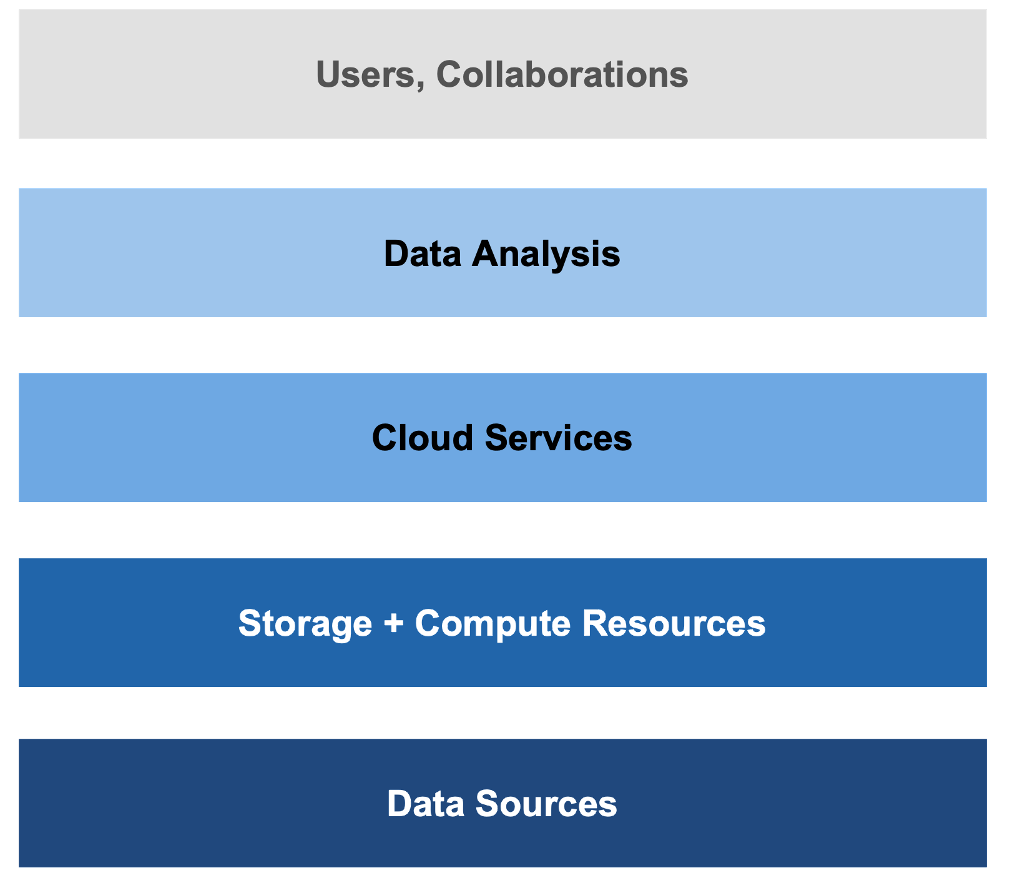 Users, Collaborations
Data Analysis
Cloud Services
Storage + Compute Resources
Data Sources